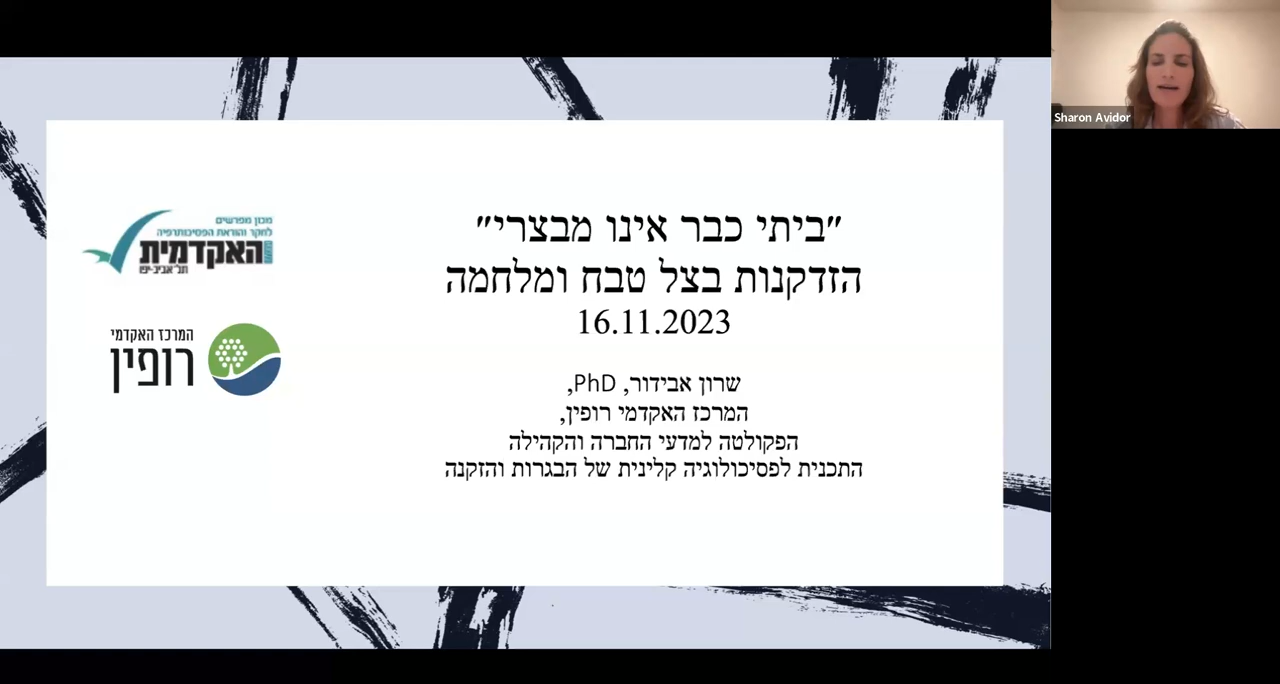 "ביתי כבר אינו מבצרי"
הזדקנות בצל טבח ומלחמה
16.11.2023
שרון אבידור, PhD,
המרכז האקדמי רופין,
הפקולטה למדעי החברה והקהילה
התכנית לפסיכולוגיה קלינית של הבגרות והזקנה
מכון מפרשים
לחקר והוראת הפסיכותרפיה
האקדמית
תל אביב-יפו
המרכז האקדמי
רופין
Sharon Avidor